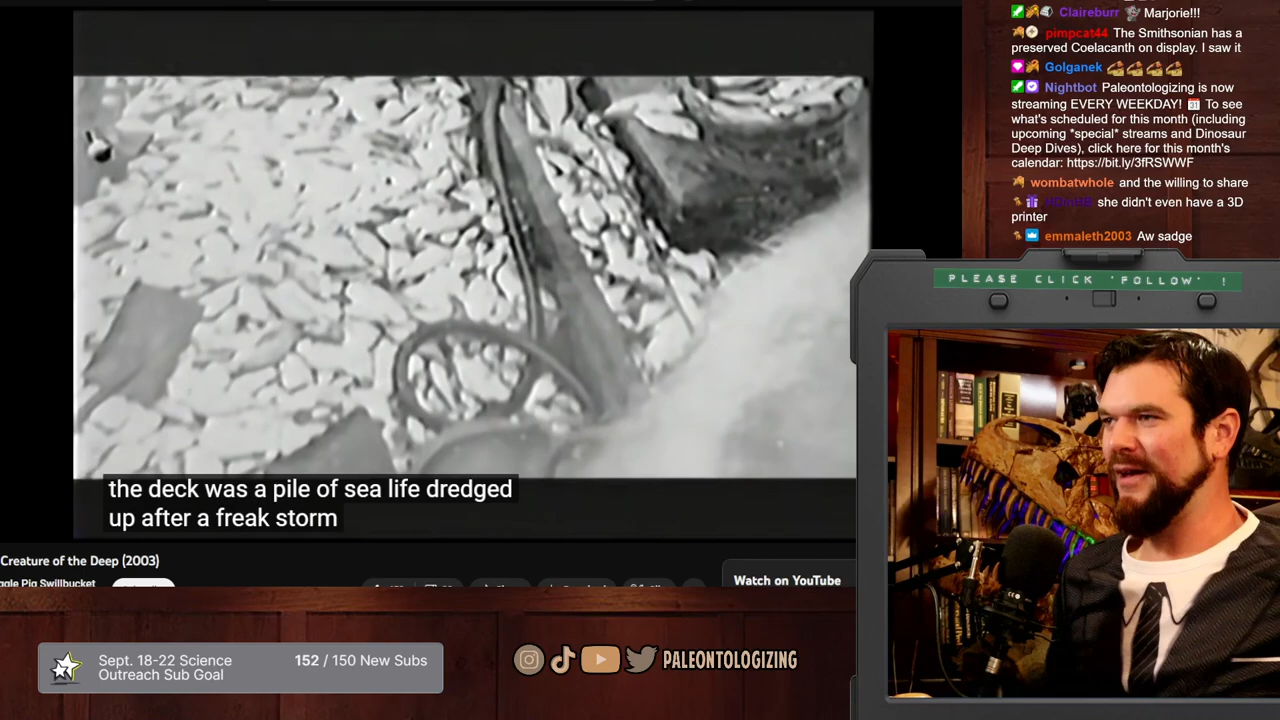 Claireburr Marjorie!!!
pimpcat44 The Smithsonian has a
preserved Coelacanth on display. I saw it
Golganek
Nightbot Paleontologizing is now
streaming EVERY WEEKDAY! To see
what's scheduled for this month (including
upcoming *special* streams and Dinosaur
Deep Dives), click here for this month's
calendar: https://bit.ly/3fRSWWF
wombatwhole and the willing to share
she didn't even have a 3D
printer
emmaleth2003 Aw sadge
PLEASE CLICK 'FOLLOW' !
the deck was a pile of sea life dredged
up after a freak storm
Creature of the Deep (2003)
Pig Swillbucket
Watch on YouTube
Sept. 18-22 Science 152 / 150 New Subs
Outreach Sub Goal
PALEONTOLOGIZING